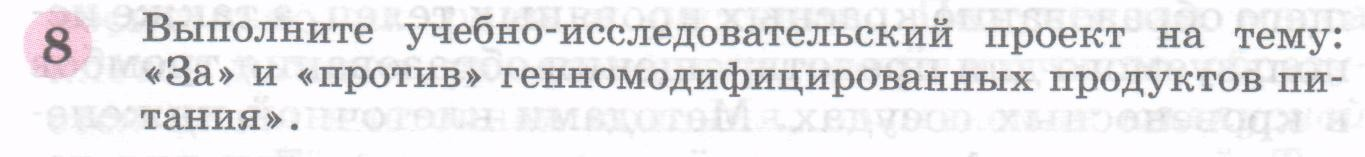 8 Выполните учебно-исследовательский проект на тему:
«За» и «против» генномодифицированных продуктов пи-
тания».